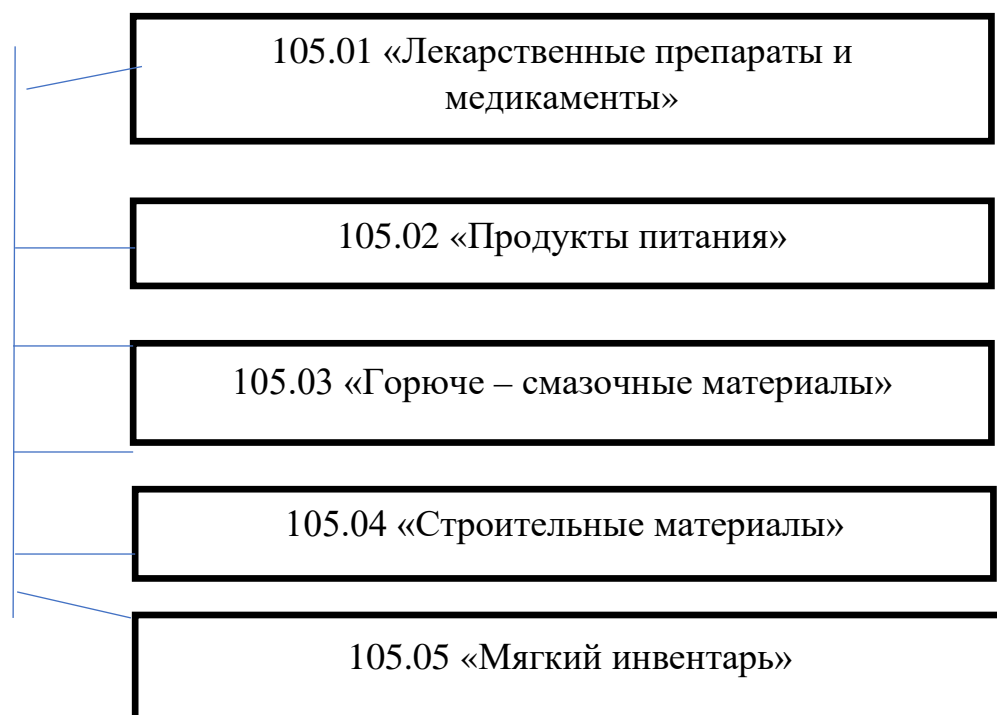 105.01 «Лекарственные препараты и
медикаменты»
105.02 «Продукты питания»
105.03 «Горюче – смазочные материалы»
105.04 «Строительные материалы»
105.05 «Мягкий инвентарь»